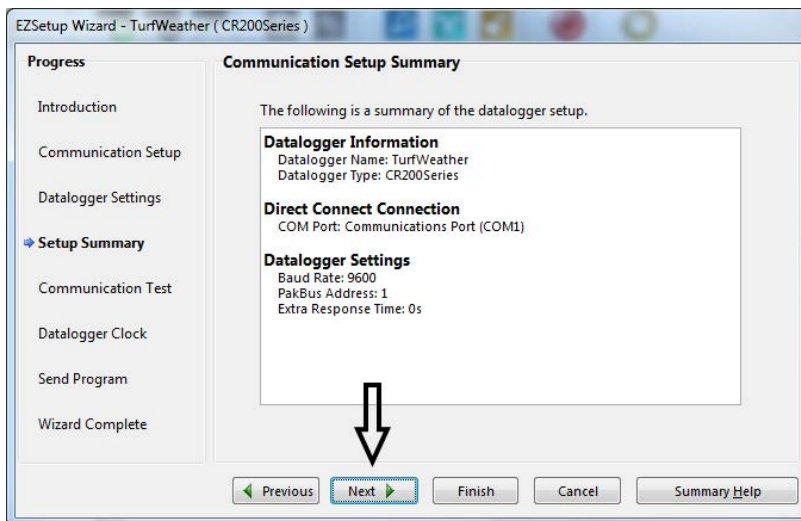 EZSetup Wizard - TurfWeather ( CR200Series )
Progress
Introduction
Communication Setup
Datalogger Settings
Setup Summary
Communication Test
Datalogger Clock
Send Program
Wizard Complete
Communication Setup Summary
The following is a summary of the datalogger setup.
Datalogger Information
Datalogger Name: TurfWeather
Datalogger Type: CR200Series
Direct Connect Connection
COM Port: Communications Port (COM1)
Datalogger Settings
Baud Rate: 9600
PakBus Address: 1
Extra Response Time: 0s
Previous Next Finish Cancel Summary Help